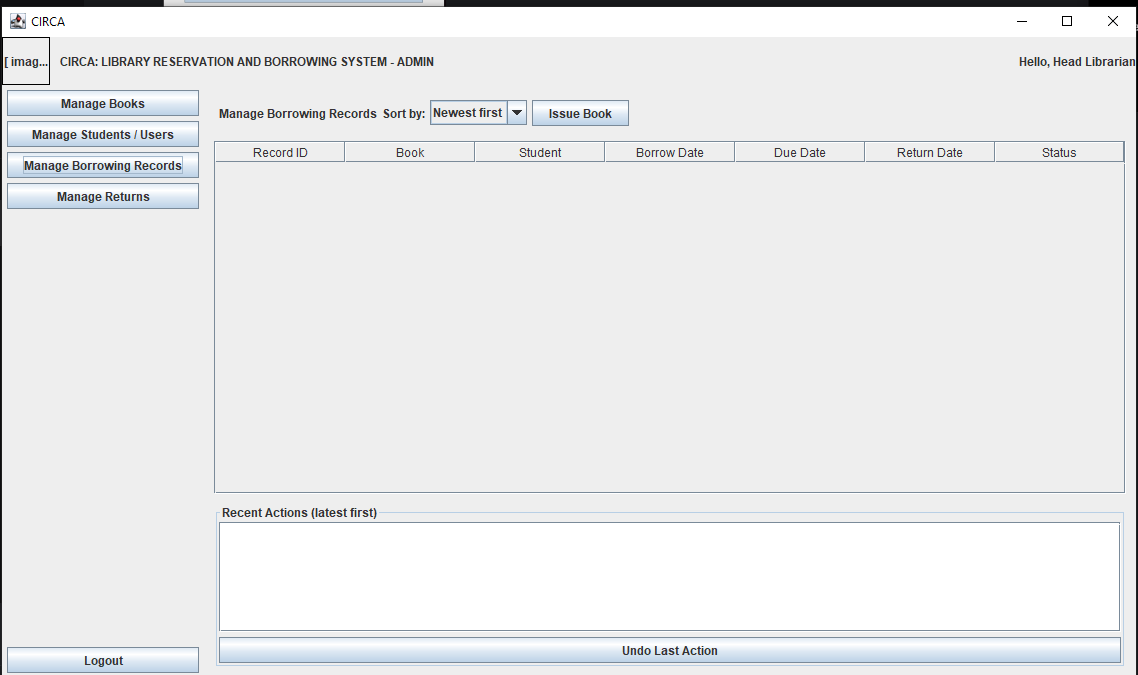 CIRCA
[ imag...
CIRCA: LIBRARY RESERVATION AND BORROWING SYSTEM - ADMIN
Hello, Head Librarian
Manage Books
Manage Students / Users
Manage Borrowing Records
Manage Returns
Manage Borrowing Records Sort by: Newest first Issue Book
Record ID Book Student Borrow Date Due Date Return Date Status
Recent Actions (latest first)
Undo Last Action
Logout